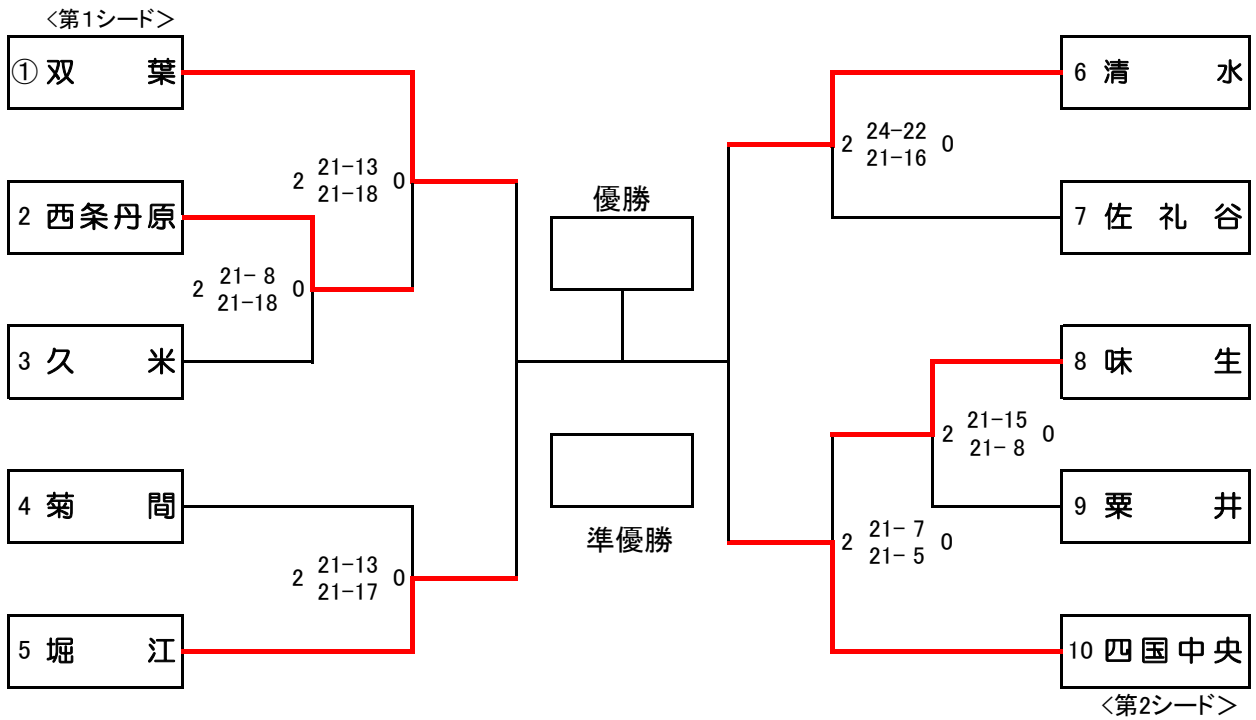 <第1シード>
① 双葉
2 西条丹原
3 久米
4 菊間
5 堀江
2 21-13 0
21-18
2 21- 8 0
21-18
2 21-13 0
21-17
優勝
準優勝
6 清水
7 佐礼谷
8 味生
9 粟井
10 四国中央
<第2シード>
2 24-22 0
21-16
2 21-15 0
21- 8
2 21- 7 0
21- 5